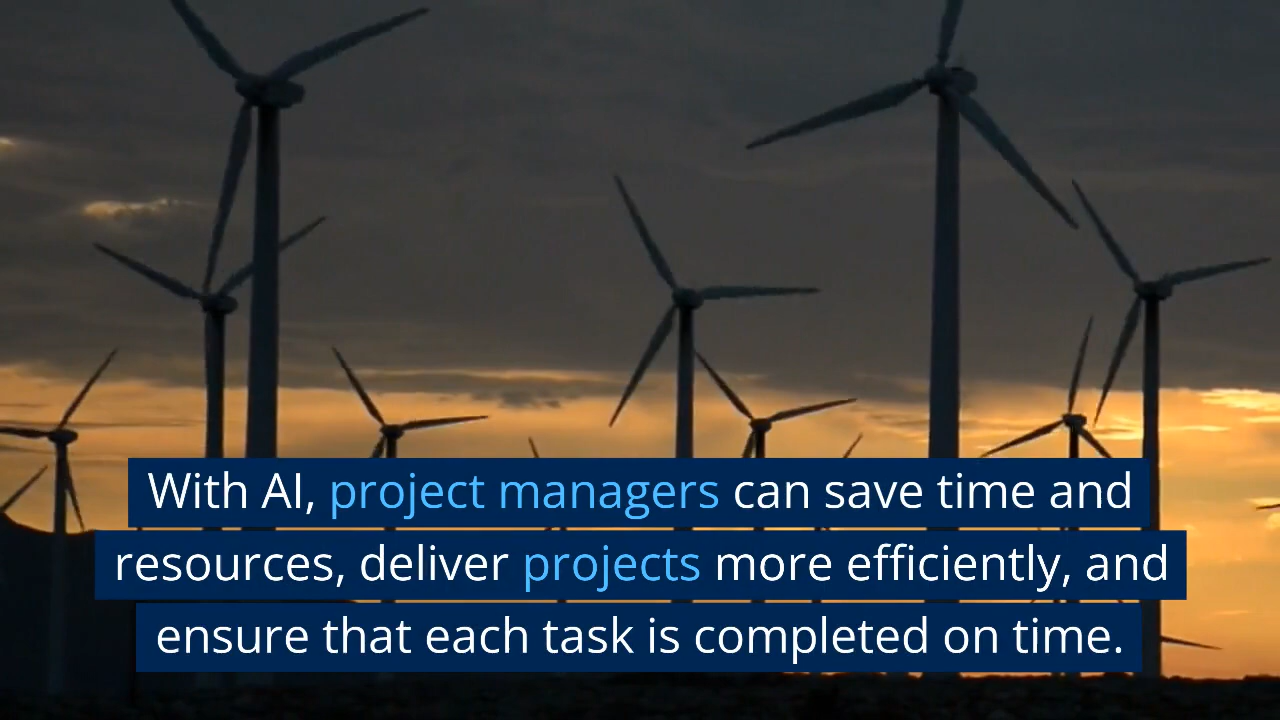 With AI, project managers can save time and
resources, deliver projects more efficiently, and
ensure that each task is completed on time.